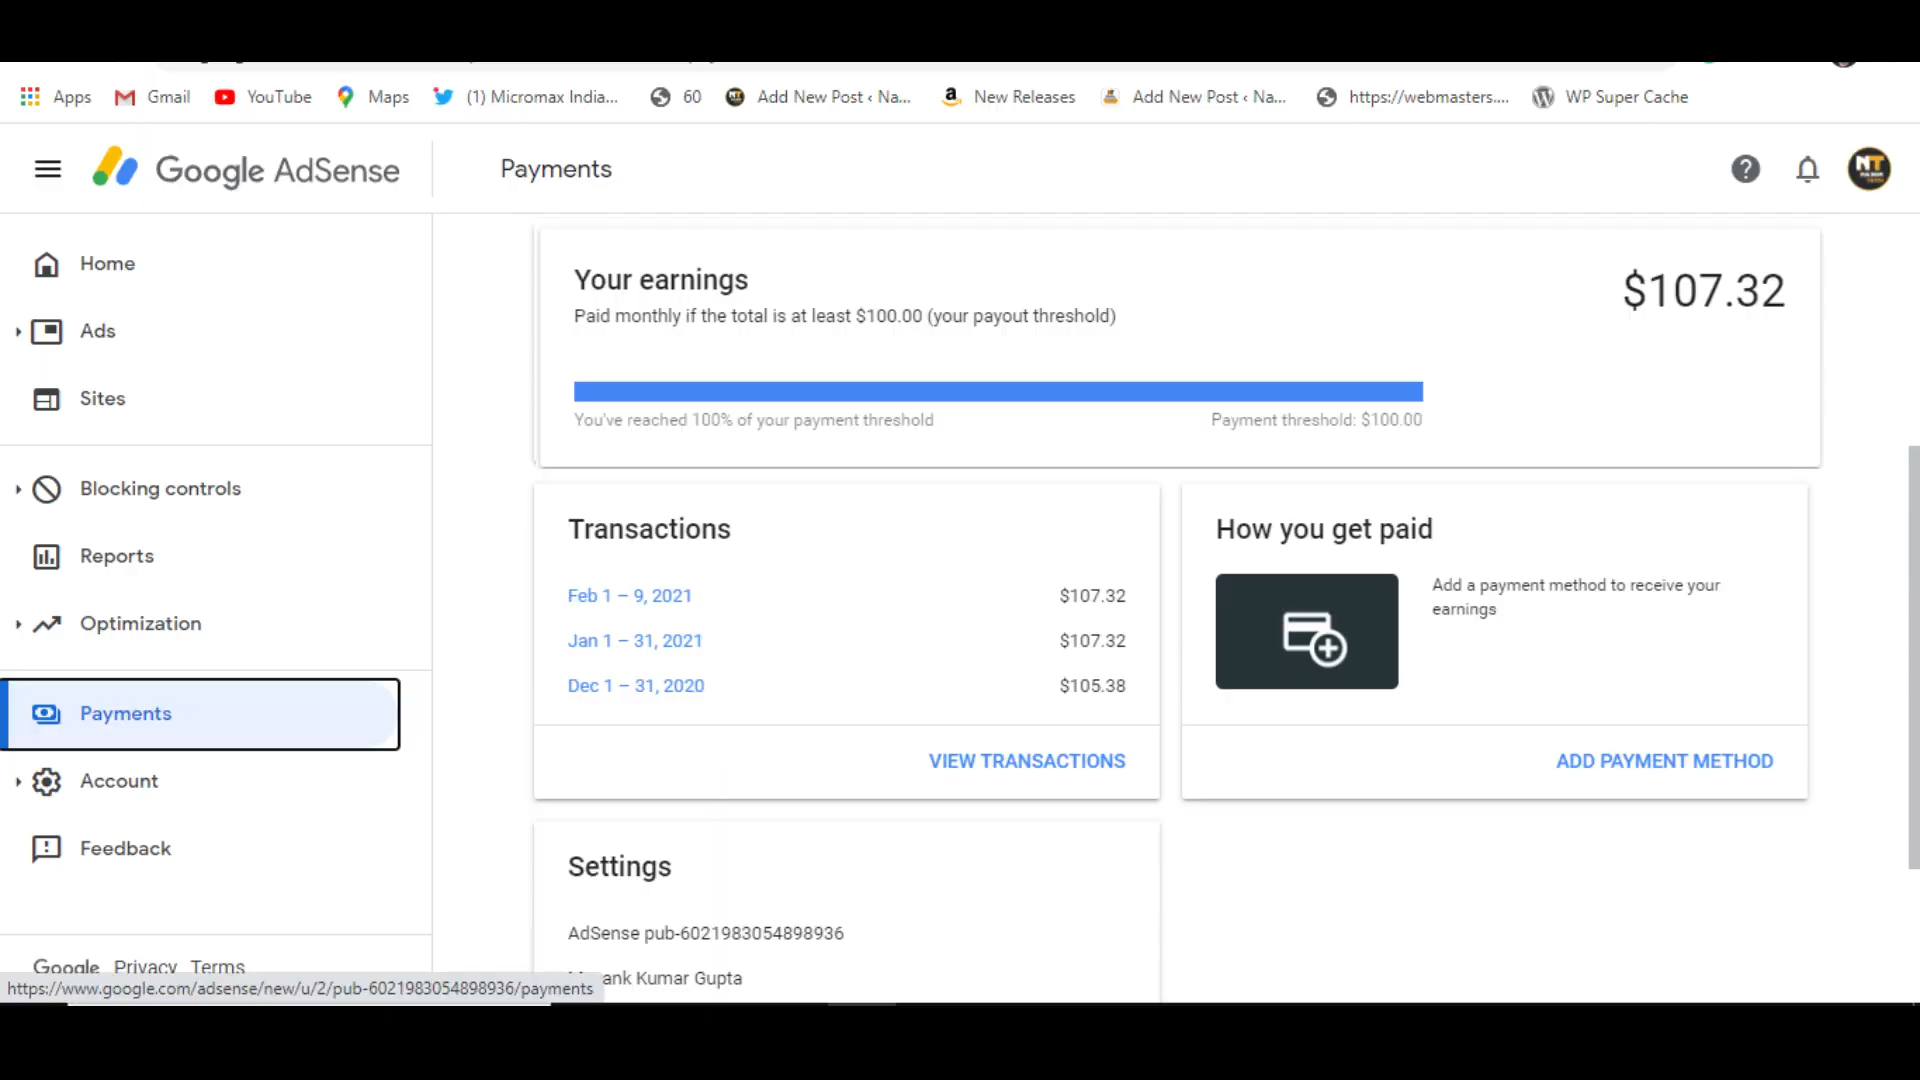 Apps Gmail YouTube Maps (1) Micromax India... 60 Add New Post ‹ Na... New Releases Add New Post ‹ Na... https://webmasters.... WP Super Cache
Google AdSense
Payments
?
NT
Home
Ads
Sites
Blocking controls
Reports
Optimization
Payments
Account
Feedback
Google Privacy Terms
https://www.google.com/adsense/new/u/2/pub-6021983054898936/payments
Your earnings
$107.32
Paid monthly if the total is at least $100.00 (your payout threshold)
You've reached 100% of your payment threshold
Payment threshold: $100.00
Transactions
Feb 1 – 9, 2021 $107.32
Jan 1 – 31, 2021 $107.32
Dec 1 – 31, 2020 $105.38
VIEW TRANSACTIONS
How you get paid
Add a payment method to receive your
earnings
ADD PAYMENT METHOD
Settings
AdSense pub-6021983054898936
Kumar Gupta